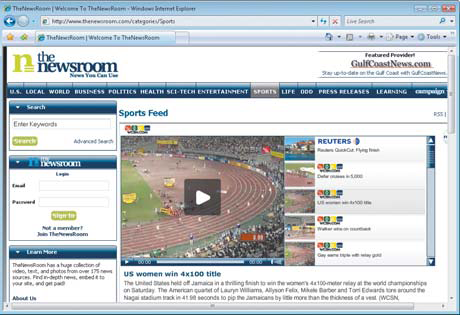 TheNewsRoom | Welcome To TheNewsRoom - Windows Internet Explorer
http://www.thenewsroom.com/categories/Sports
Live Search
TheNewsRoom | Welcome To TheNewsRoom
Page
Tools
n the newsroom
News You Can Use
Featured Provider!
GulfCoastNews.com
Stay up-to-date on the Gulf Coast with GulfCoastNews.
U.S. LOCAL WORLD BUSINESS POLITICS HEALTH SCI-TECH ENTERTAINMENT SPORTS LIFE ODD PRESS RELEASES LEARNING campaign
Search
Enter Keywords
Search
Advanced Search
the newsroom
Login
Email
Password
Sign In
Not a member?
Join TheNewsRoom
Learn More
TheNewsRoom has a huge collection of
video, text, and photos from over 175 news
sources. Find in-depth news, embed it to
your site, and get paid!
About Us
Sports Feed
RSS
WCSN.com
00:00
00:00
REUTERS
Reuters QuickCut: Flying finish
Defar cruises in 5,000
US women win 4x100 title
Walker wins on countback
Gay earns triple with relay gold
US women win 4x100 title
The United States held off Jamaica in a thrilling finish to win the women's 4x100-meter relay at the world championships
on Saturday. The American quartet of Lauryn Williams, Allyson Felix, Mikele Barber and Torri Edwards tore around the
Nagai stadium track in 41.98 seconds to pip the Jamaicans by little more than the thickness of a vest. (WCSN,